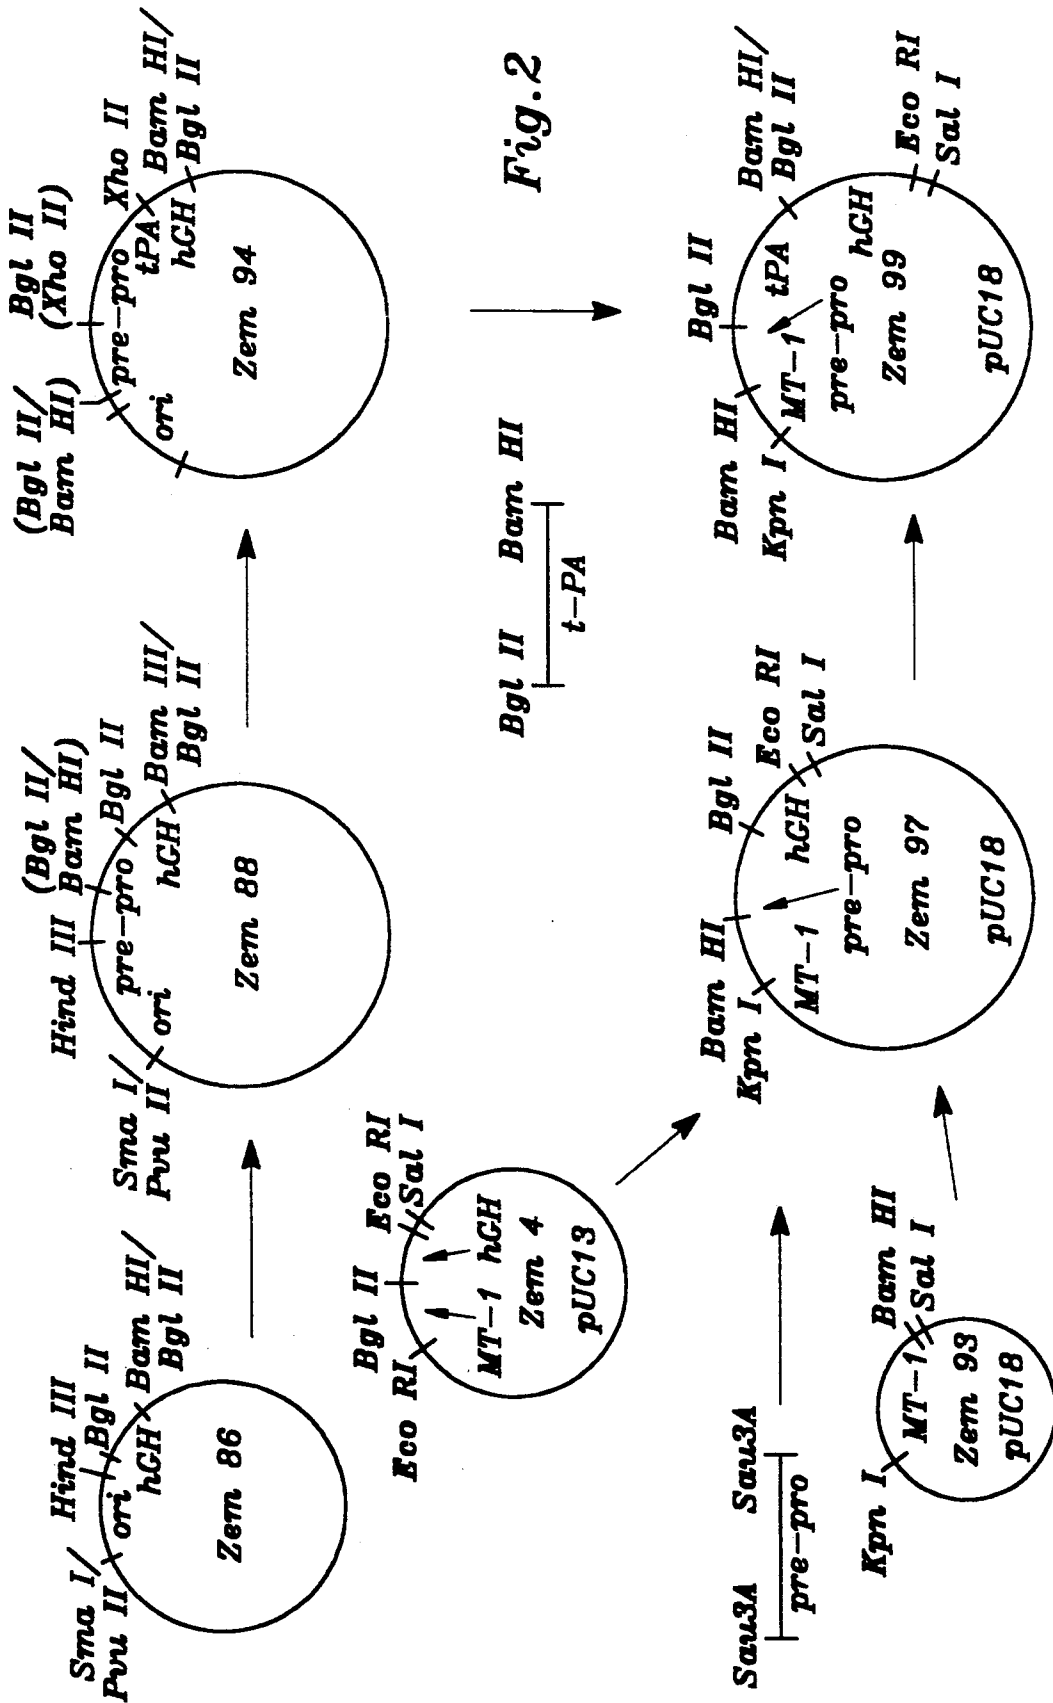 Sma I/
Pvu II
Hind III
Bgl II
Bam HI/
Bgl II
ori
hGH
Zem 86
Sma I/
Pvu II
Hind III
(Bgl II/
Bam HI)
Bgl II
Bam III/
Bgl II
pre-pro
ori
hGH
Zem 88
(Bgl II/
Bam HI)
Bgl II
(Xho II)
Xho II
Bam HI/
Bgl II
pre-pro
tPA
hGH
ori
Zem 94
Eco RI
Bgl II
Eco RI
Sal I
MT-1 hGH
Zem 4
pUC13
Bgl II
Bam HI
t-PA
Fig.2
Sau3A
Sau3A
pre-pro
Kpn I
Bam HI
Sal I
MT-1
Zem 93
pUC18
Bam HI
Kpn I
Bgl II
Eco RI
Sal I
hGH
MT-1
pre-pro
Zem 97
pUC18
Bam HI
Kpn I
Bgl II
Bam HI/
Bgl II
Eco RI
Sal I
tPA
MT-1
pre-pro
hGH
Zem 99
pUC18